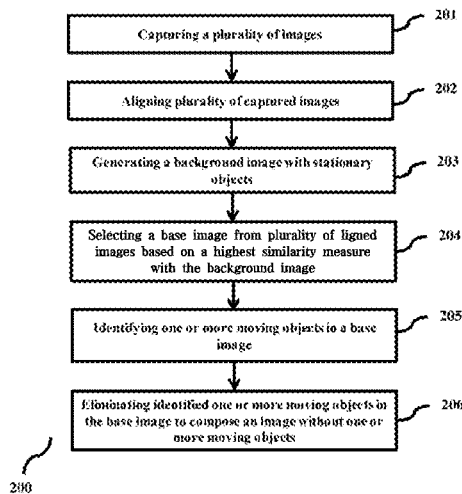 201
Capturing a plurality of images
202
Aligning plurality of captured images
203
Generating a background image with stationary
objects
Selecting a base image from plurality of ligned
images based on a highest similarity measure
with the background image
204
205
Identifying one or more moving objects in a base
image
Eliminating identified one or more moving objects in
the base image to compose an image without one or
more moving objects
206
200